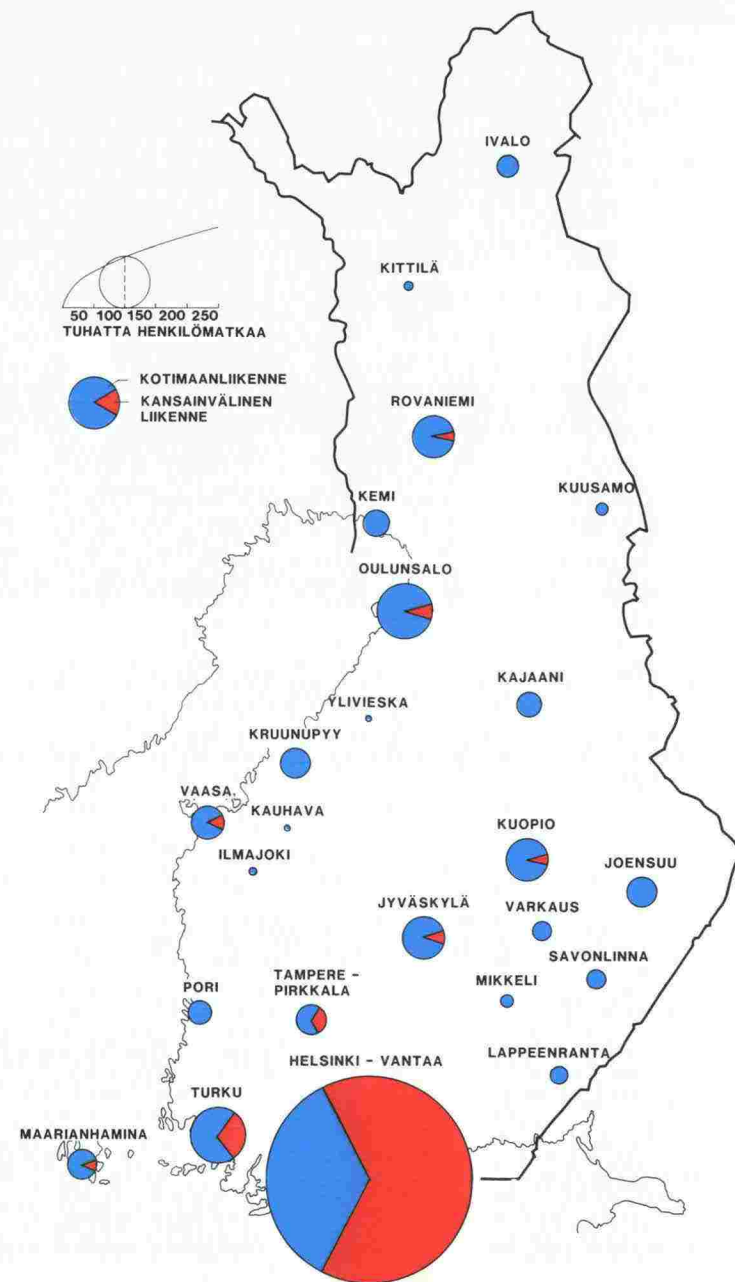 IVALO
KITTILÄ
50 100 150 200 250
TUHATTA HENKILÖMATKAA
KOTIMAANLIIKENNE
KANSAINVÄLINEN
LIIKENNE
ROVANIEMI
KEMI
KUUSAMO
OULUNSALO
KAJAANI
YLIVIESKA
KRUUNUPYY
VAASA
KAUHAVA
ILMAJOKI
KUOPIO
JOENSUU
JYVÄSKYLÄ
VARKAUS
SAVONLINNA
MIKKELI
PORI
TAMPERE -
PIRKKALA
HELSINKI - VANTAA
LAPPEENRANTA
TURKU
MAARIANHAMINA